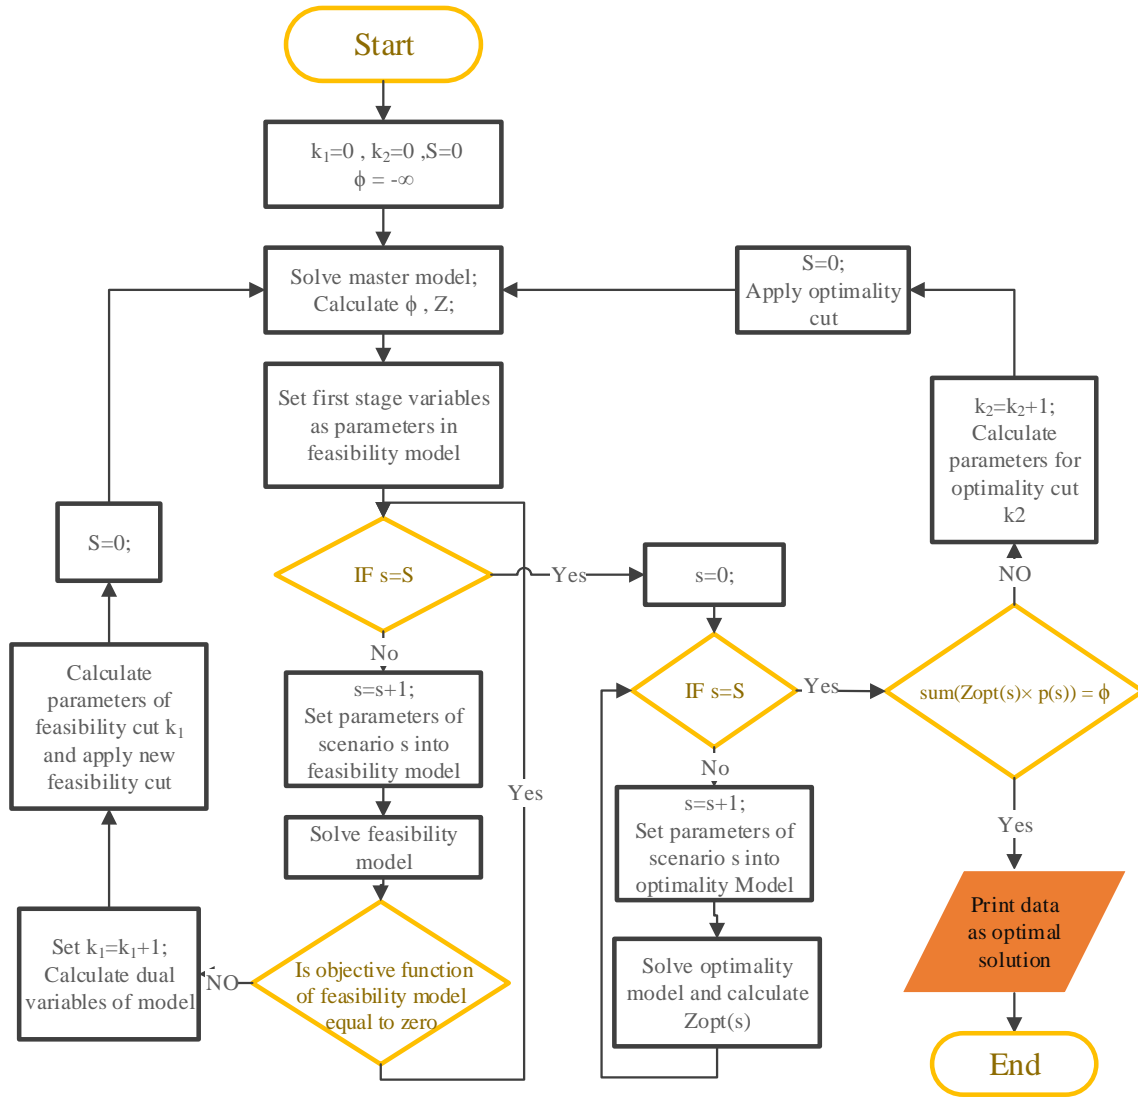 Start
k₁=0 , k₂=0 ,S=0
ϕ = -∞
Solve master model;
Calculate ϕ , Z;
S=0;
Apply optimality
cut
Set first stage variables
as parameters in
feasibility model
k₂=k₂+1;
Calculate
parameters for
optimality cut
k2
S=0;
IF s=S
Yes
s=0;
NO
No
Calculate
parameters of
feasibility cut k₁
and apply new
feasibility cut
s=s+1;
Set parameters of
scenario s into
feasibility model
Yes
IF s=S
Yes
sum(Zopt(s)× p(s)) = ϕ
No
Yes
Solve feasibility
model
s=s+1;
Set parameters of
scenario s into
optimality Model
Set k₁=k₁+1;
Calculate dual
variables of model
NO
Is objective function
of feasibility model
equal to zero
Solve optimality
model and calculate
Zopt(s)
Print data
as optimal
solution
End